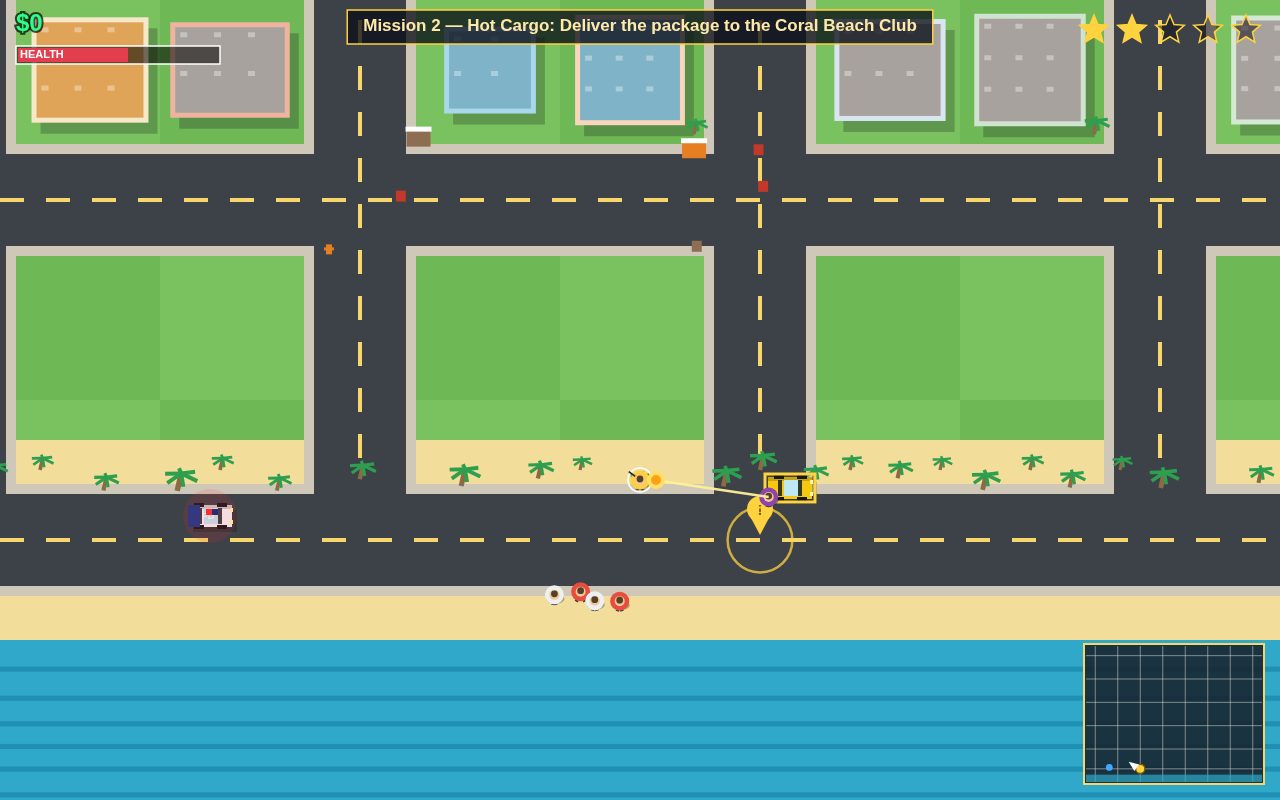 $0
Mission 2 — Hot Cargo: Deliver the package to the Coral Beach Club
HEALTH